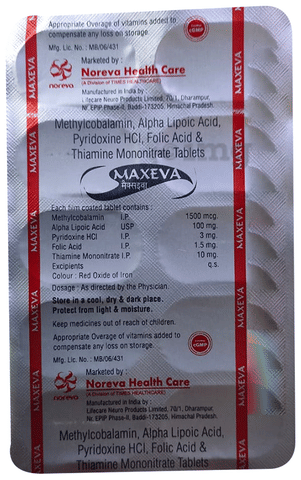 Appropriate Overage of vitamins added to
compensate any loss on storage.
Mfg. Lic. No.: MB/06/431
Marketed by :
Noreva Health Care
(A Division of TIMES HEALTHCARE)
noreva
Manufactured in India by :
Lifecare Neuro Products Limited, 70/1, Dharampur,
Nr. EPIP Phase-II, Baddi-173205, Himachal Pradesh.
MAXEVA
Methylcobalamin, Alpha Lipoic Acid,
Pyridoxine HCl, Folic Acid &
Thiamine Mononitrate Tablets
MAXEVA
मैक्सइवा
Each film coated tablet contains :
Methylcobalamin I.P. 1500 mcg.
Alpha Lipoic Acid USP 100 mg.
Pyridoxine HCl I.P. 3 mg.
Folic Acid I.P. 1.5 mg.
Thiamine Mononitrate I.P. 10 mg.
Excipients q.s.
Colour : Red Oxide of Iron
Dosage : As directed by the Physician.
Store in a cool, dry & dark place.
Protect from light & moisture.
Keep medicines out of reach of children.
MAXEVA
Appropriate Overage of vitamins added to
compensate any loss on storage.
Mfg. Lic. No.: MB/06/431
Marketed by :
Noreva Health Care
(A Division of TIMES HEALTHCARE)
noreva
Manufactured in India by :
Lifecare Neuro Products Limited, 70/1, Dharampur,
Nr. EPIP Phase-II, Baddi-173205, Himachal Pradesh.
MAXEVA
Methylcobalamin, Alpha Lipoic Acid,
Pyridoxine HCl, Folic Acid &
Thiamine Mononitrate Tablets
MAXEVA
MAXEVA
MAXEVA